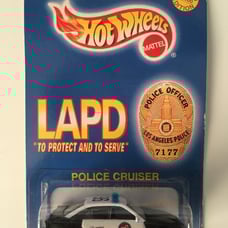 HOT WHEELS
MATTEL
LAPD
"TO PROTECT AND TO SERVE"
POLICE OFFICER
LOS ANGELES POLICE
7177
POLICE CRUISER